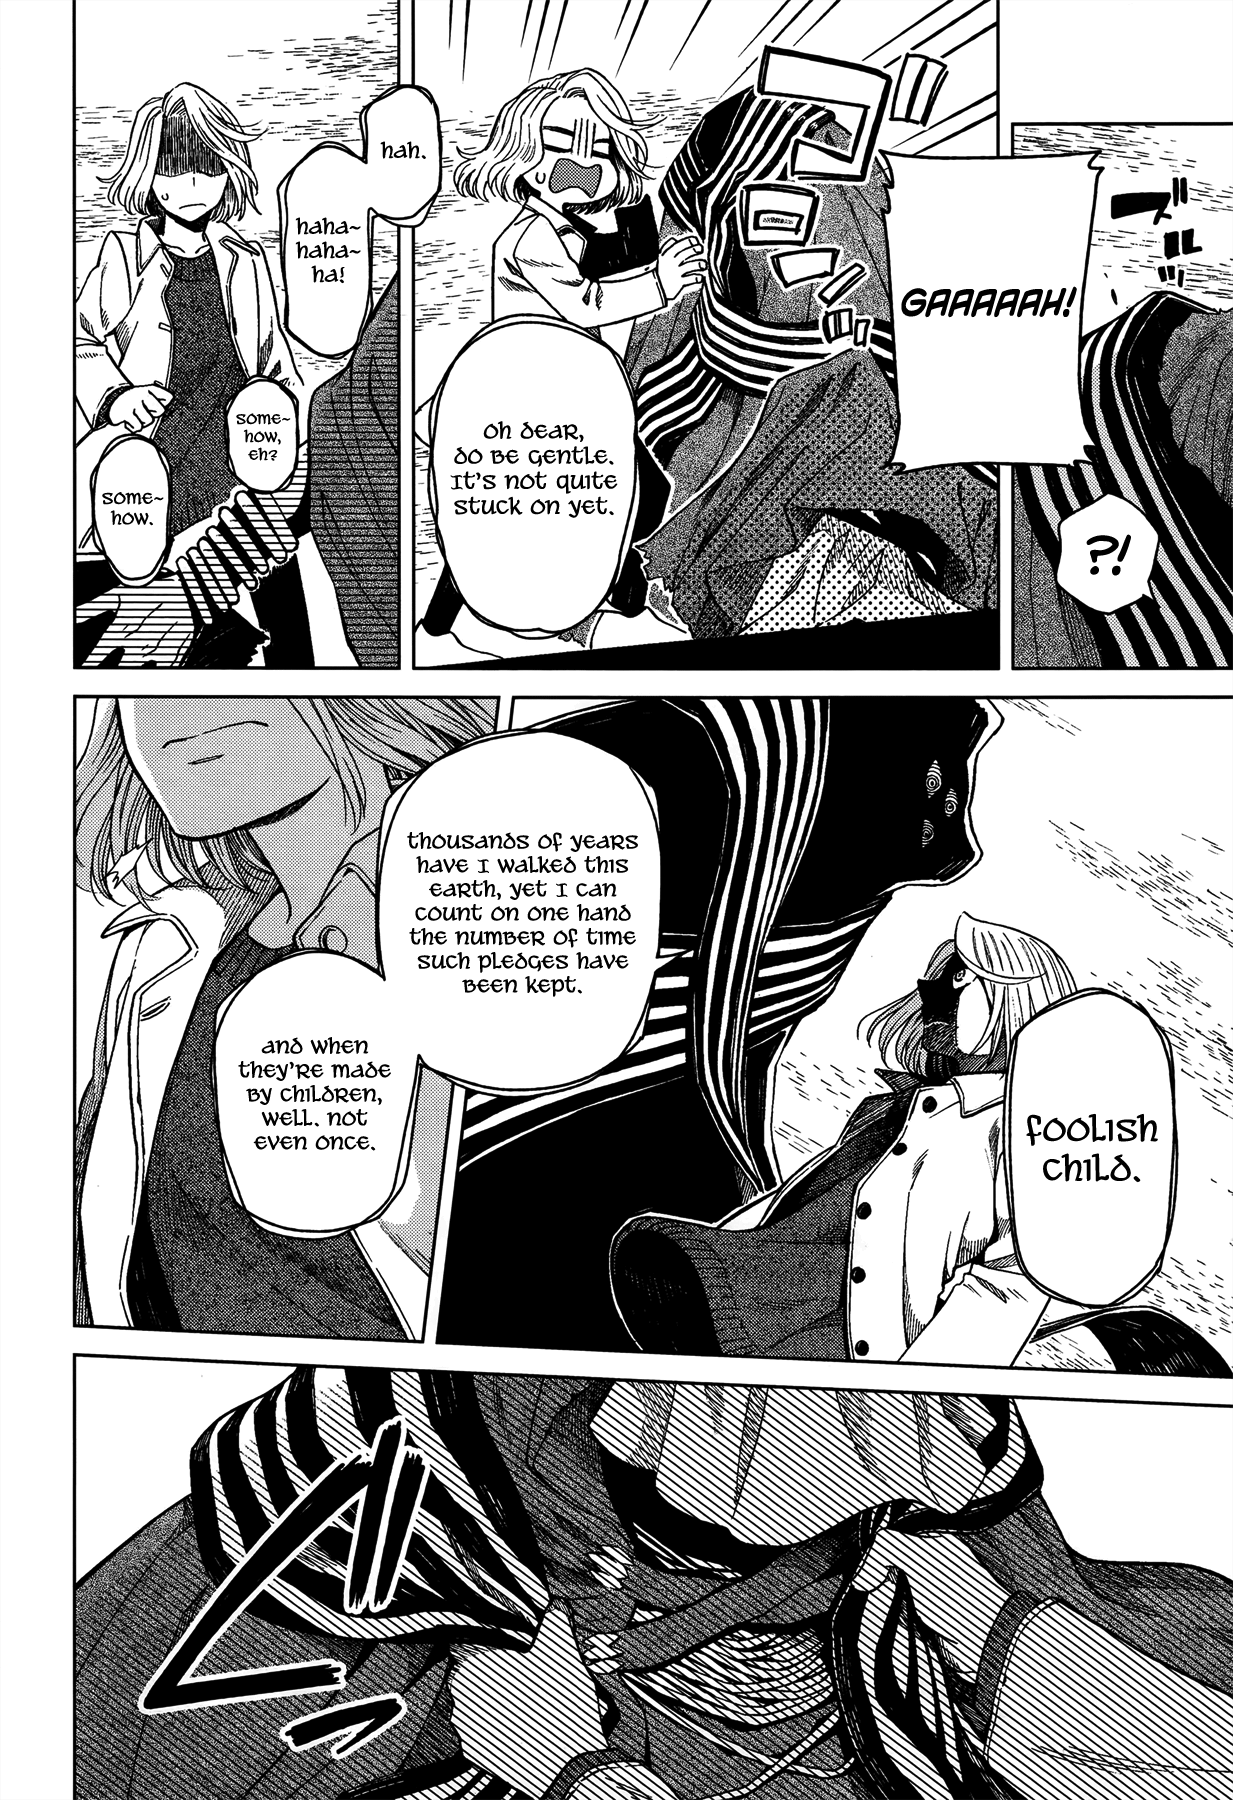 ?!
GAAAAAH!
Oh dear,
do be gentle.
It's not quite
stuck on yet.
hah.
haha~
haha~
ha!
some~
how,
eh?
some~
how.
foolish
child.
thousands of years
have I walked this
earth, yet I can
count on one hand
the number of time
such pledges have
been kept.
and when
they're made
by children,
well. not
even once.